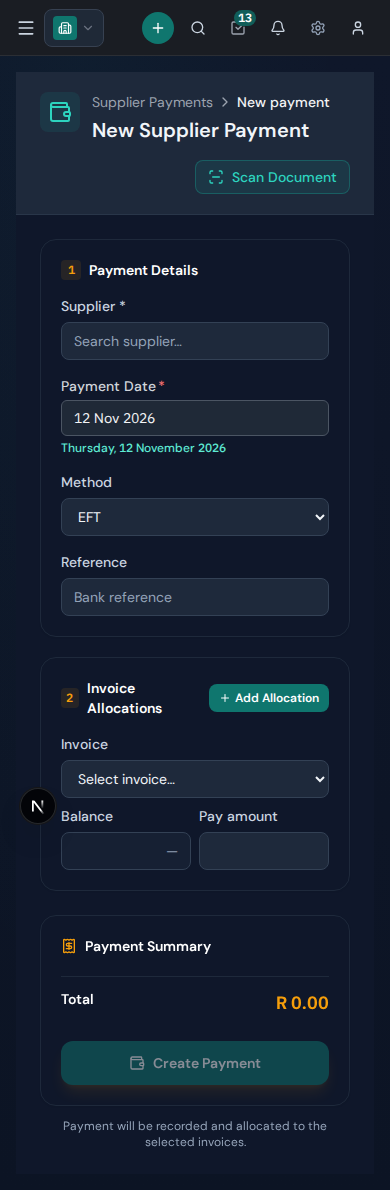 13
Supplier Payments > New payment
New Supplier Payment
Scan Document
1 Payment Details
Supplier *
Search supplier...
Payment Date *
12 Nov 2026
Thursday, 12 November 2026
Method
EFT
Reference
Bank reference
2 Invoice
Allocations
+ Add Allocation
Invoice
Select invoice...
N
Balance Pay amount
—
Payment Summary
Total R 0.00
Create Payment
Payment will be recorded and allocated to the
selected invoices.